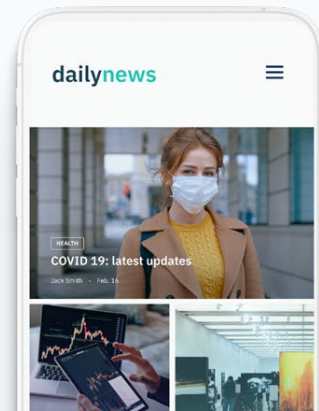 dailynews
HEALTH
COVID 19: latest updates
Jack Smith - Feb. 16